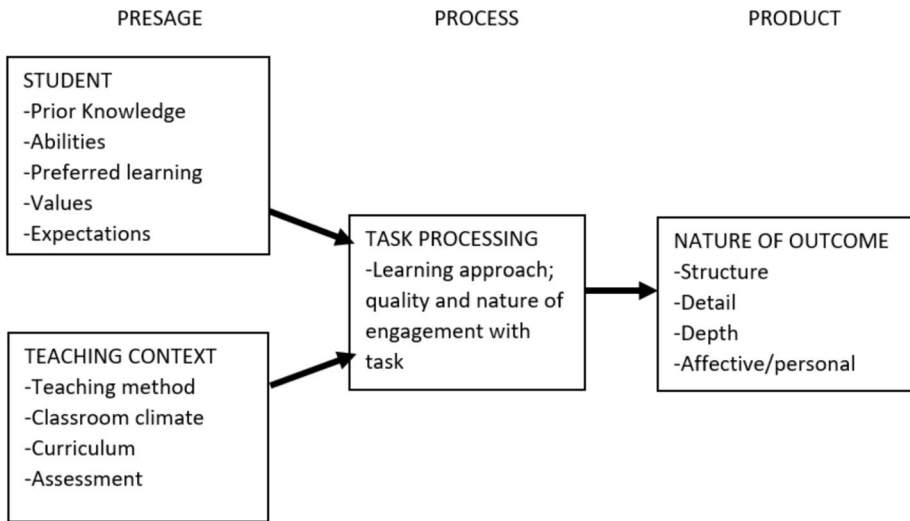 PRESAGE
PROCESS
PRODUCT
STUDENT
-Prior Knowledge
-Abilities
-Preferred learning
-Values
-Expectations
TASK PROCESSING
-Learning approach;
quality and nature of
engagement with
task
NATURE OF OUTCOME
-Structure
-Detail
-Depth
-Affective/personal
TEACHING CONTEXT
-Teaching method
-Classroom climate
-Curriculum
-Assessment